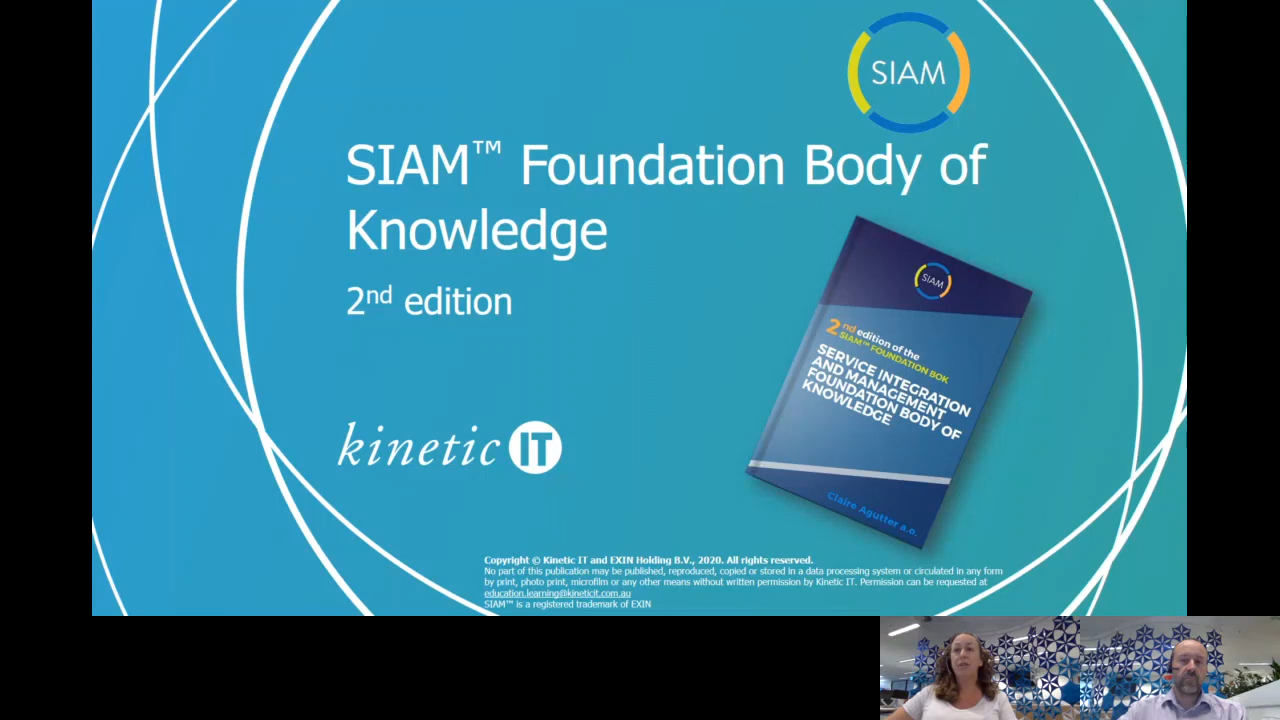 SIAM
SIAM™ Foundation Body of
Knowledge
2nd edition
SIAM
2nd edition of the
SIAM™ FOUNDATION BOK
SERVICE INTEGRATION
AND MANAGEMENT
FOUNDATION BODY OF
KNOWLEDGE
Claire Agutter a.o.
kinetic IT
Copyright © Kinetic IT and EXIN Holding B.V., 2020. All rights reserved.
No part of this publication may be published, reproduced, copied or stored in a data processing system or circulated in any form
by print, photo print, microfilm or any other means without written permission by Kinetic IT. Permission can be requested at
education.learning@kineticit.com.au
SIAM™ is a registered trademark of EXIN